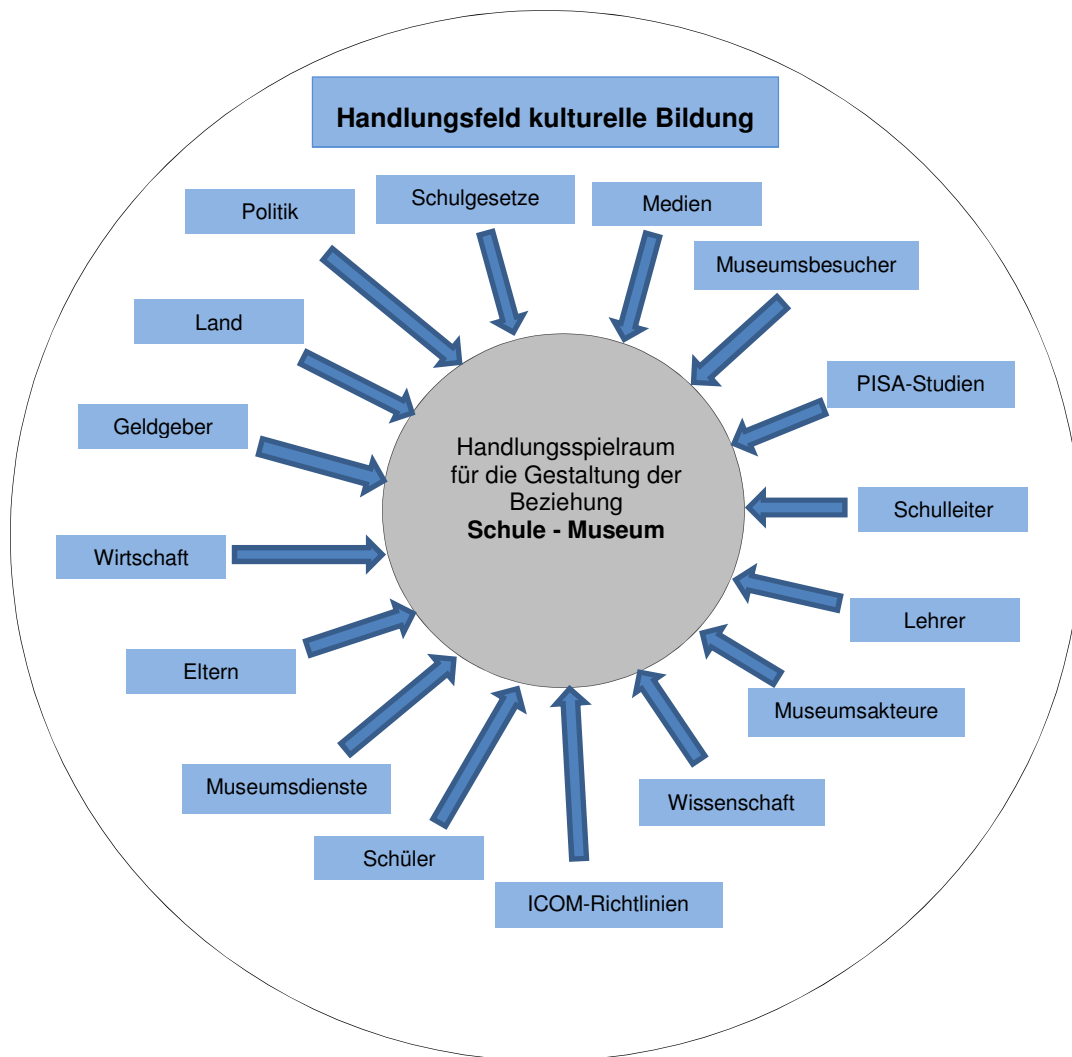 Handlungsfeld kulturelle Bildung
Politik
Schulgesetze
Medien
Museumsbesucher
Land
PISA-Studien
Geldgeber
Handlungsspielraum
für die Gestaltung der
Beziehung
Schule - Museum
Schulleiter
Wirtschaft
Lehrer
Eltern
Museumsakteure
Museumsdienste
Wissenschaft
Schüler
ICOM-Richtlinien